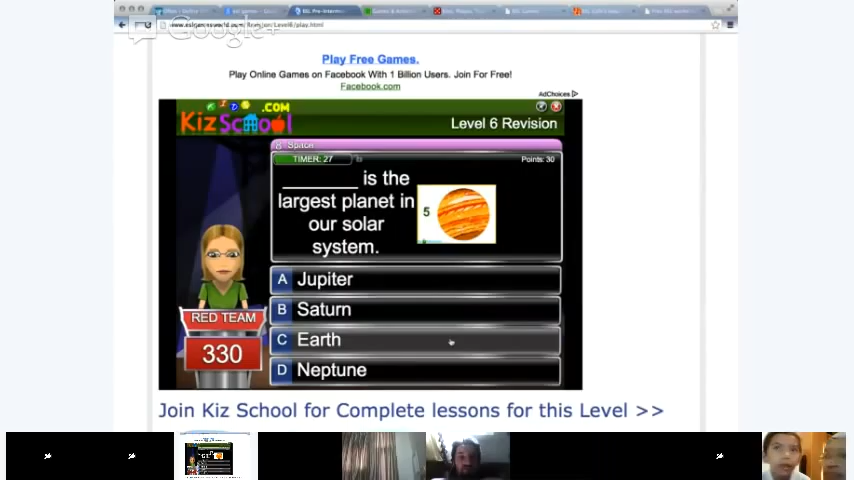 Google+
Play Free Games.
Play Online Games on Facebook With 1 Billion Users. Join For Free!
Facebook.com
AdChoices
KIDS.COM
KizSchool
Level 6 Revision
Space
TIMER: 27
Points: 30
_______ is the
largest planet in
our solar
system.
5
A Jupiter
B Saturn
C Earth
D Neptune
RED TEAM
330
Join Kiz School for Complete lessons for this Level >>